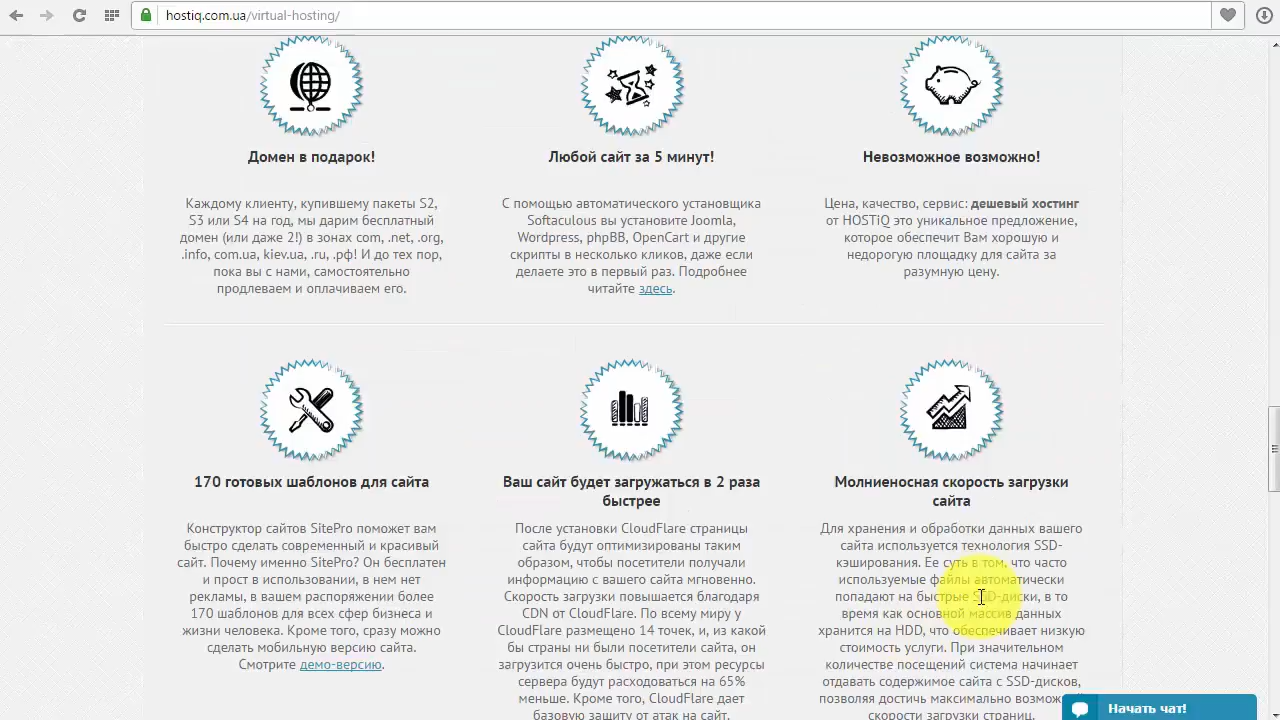 hostiq.com.ua/virtual-hosting/
Домен в подарок!
Каждому клиенту, купившему пакеты S2,
S3 или S4 на год, мы дарим бесплатный
домен (или даже 2!) в зонах com, .net, .org,
.info, com.ua, kiev.ua, .ru, .рф! И до тех пор,
пока вы с нами, самостоятельно
продлеваем и оплачиваем его.
Любой сайт за 5 минут!
С помощью автоматического установщика
Softaculous вы установите Joomla,
Wordpress, phpBB, OpenCart и другие
скрипты в несколько кликов, даже если
делаете это в первый раз. Подробнее
читайте здесь.
Невозможное возможно!
Цена, качество, сервис: дешевый хостинг
от HOSTiQ это уникальное предложение,
которое обеспечит Вам хорошую и
недорогую площадку для сайта за
разумную цену.
170 готовых шаблонов для сайта
Конструктор сайтов SitePro поможет вам
быстро сделать современный и красивый
сайт. Почему именно SitePro? Он бесплатен
и прост в использовании, в нем нет
рекламы, в вашем распоряжении более
170 шаблонов для всех сфер бизнеса и
жизни человека. Кроме того, сразу можно
сделать мобильную версию сайта.
Смотрите демо-версию.
Ваш сайт будет загружаться в 2 раза
быстрее
После установки CloudFlare страницы
сайта будут оптимизированы таким
образом, чтобы посетители получали
информацию с вашего сайта мгновенно.
Скорость загрузки повышается благодаря
CDN от CloudFlare. По всему миру у
CloudFlare размещено 14 точек, и, из какой
бы страны ни были посетители сайта, он
загрузится очень быстро, при этом ресурсы
сервера будут расходоваться на 65%
меньше. Кроме того, CloudFlare дает
базовую защиту от атак на сайт.
Молниеносная скорость загрузки
сайта
Для хранения и обработки данных вашего
сайта используется технология SSD-
кэширования. Ее суть в том, что часто
используемые файлы автоматически
попадают на быстрые SSD-диски, в то
время как основной массив данных
хранится на HDD, что обеспечивает низкую
стоимость услуги. При значительном
количестве посещений система начинает
отдавать содержимое сайта с SSD-дисков,
позволяя достичь максимально
скорости загрузки страниц.
Начать чат!